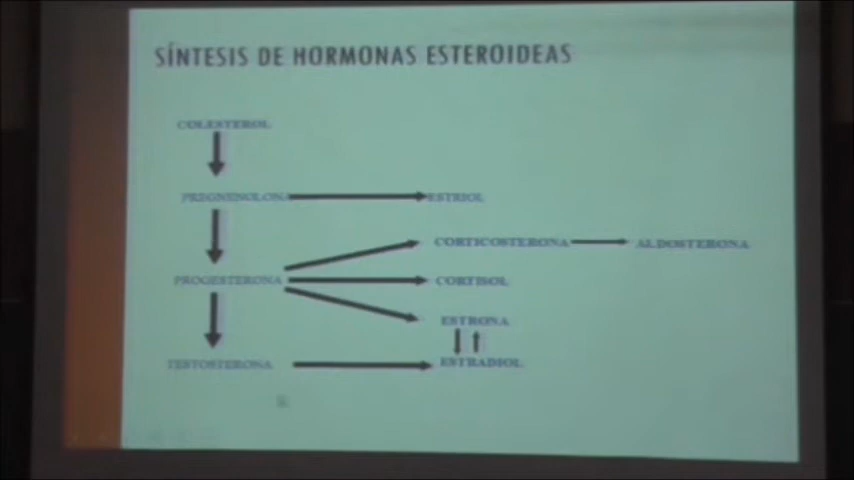 SÍNTESIS DE HORMONAS ESTEROIDEAS
COLESTEROL
PREGNENOLONA ESTRIOL
CORTICOSTERONA ALDOSTERONA
PROGESTERONA CORTISOL
ESTRONA
TESTOSTERONA ESTRADIOL